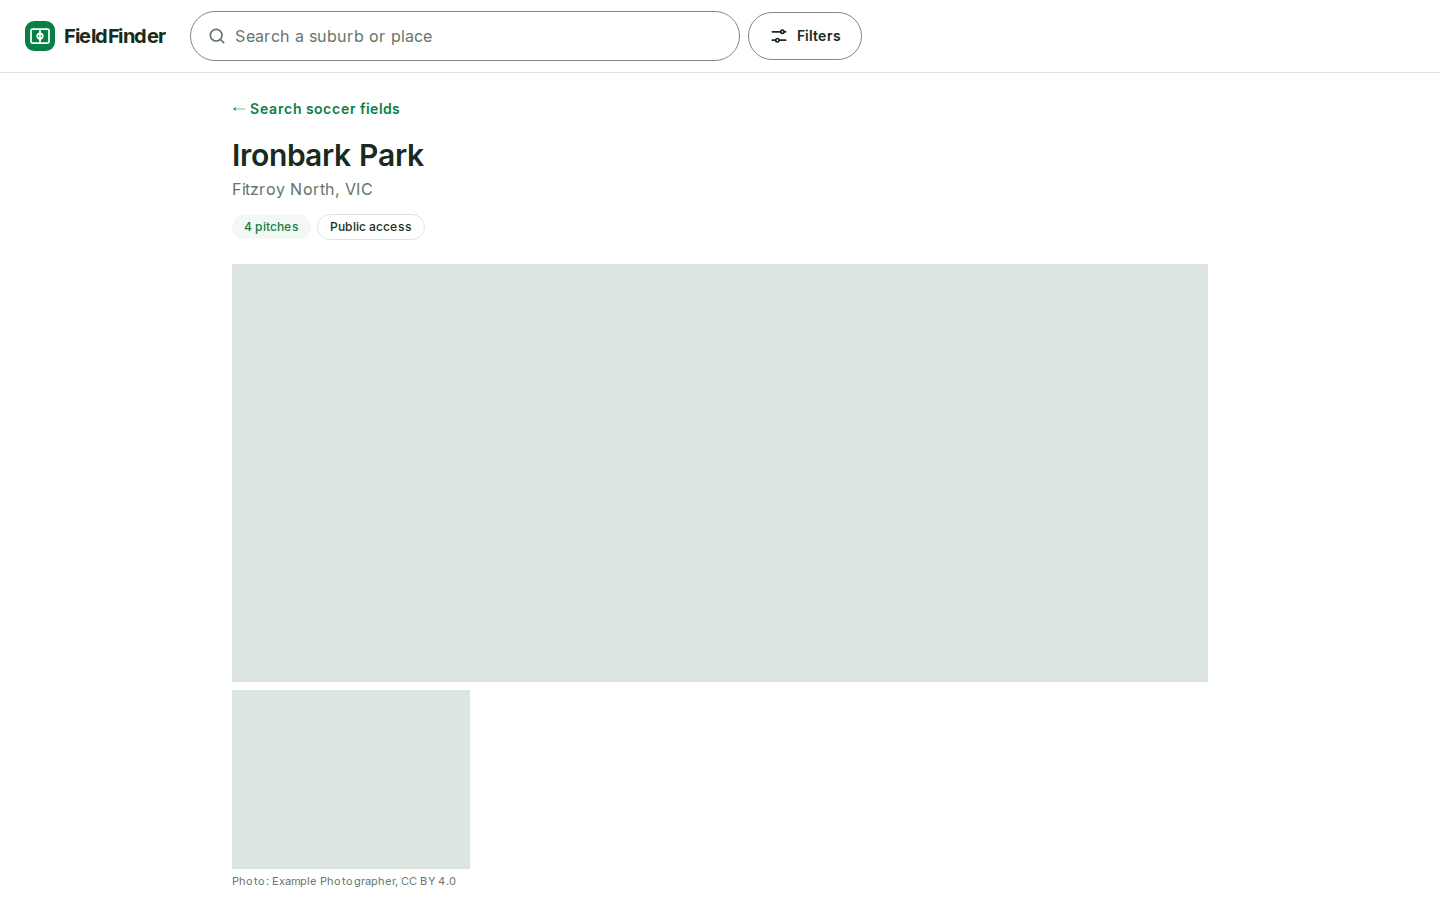 FieldFinder
Search a suburb or place
Filters
← Search soccer fields
Ironbark Park
Fitzroy North, VIC
4 pitches
Public access
Photo: Example Photographer, CC BY 4.0